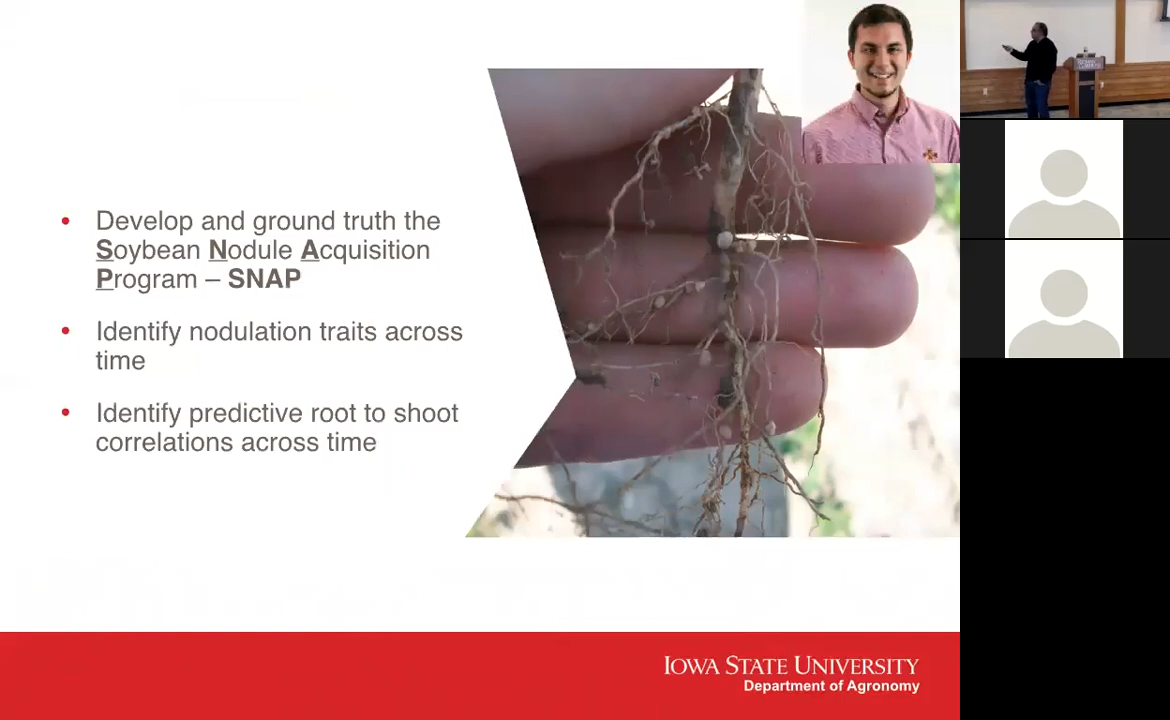 • Develop and ground truth the
Soybean Nodule Acquisition
Program – SNAP
• Identify nodulation traits across
time
• Identify predictive root to shoot
correlations across time
IOWA STATE UNIVERSITY
Department of Agronomy